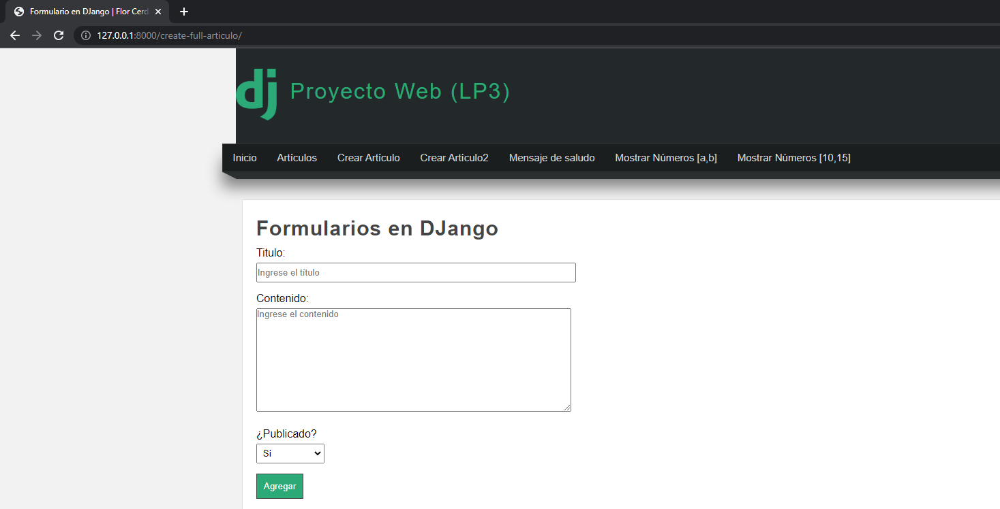 Formulario en DJango | Flor Cerd
127.0.0.1:8000/create-full-articulo/
dj Proyecto Web (LP3)
Inicio Artículos Crear Artículo Crear Artículo2 Mensaje de saludo Mostrar Números [a,b] Mostrar Números [10,15]
Formularios en DJango
Titulo:
Ingrese el título
Contenido:
Ingrese el contenido
¿Publicado?
Si
Agregar